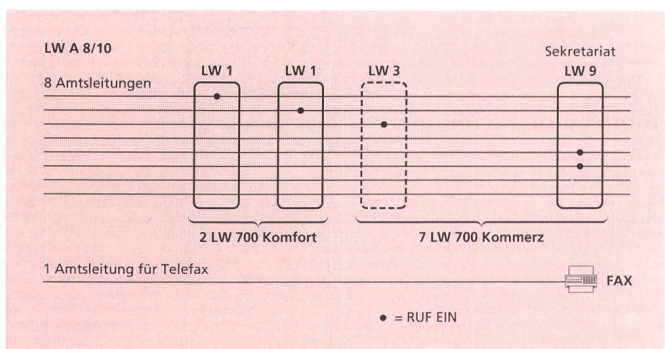 LW A 8/10
Sekretariat
LW 1 LW 1 LW 3 LW 9
8 Amtsleitungen
2 LW 700 Komfort 7 LW 700 Kommerz
1 Amtsleitung für Telefax
FAX
• = RUF EIN